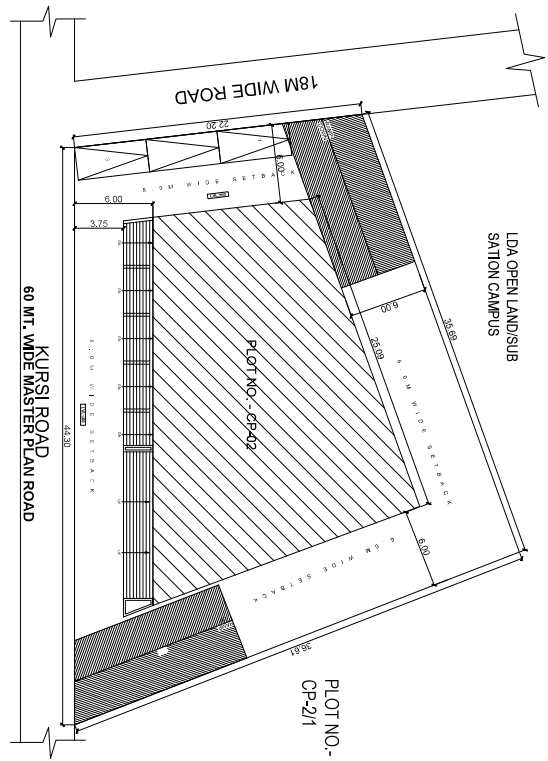 18M WIDE ROAD
22.20
6.00
5.0M WIDE SETBACK
6.00
3.75
LDA OPEN LAND/SUB
SATION CAMPUS
35.69
6.00
25.09
6.0M WIDE SETBACK
PLOT NO. - CP-02
6.0M WIDE SETBACK
KURSI ROAD
60 MT. WIDE MASTER PLAN ROAD
44.30
6.00
6.0M WIDE SETBACK
36.61
PLOT NO.-
CP-2/1